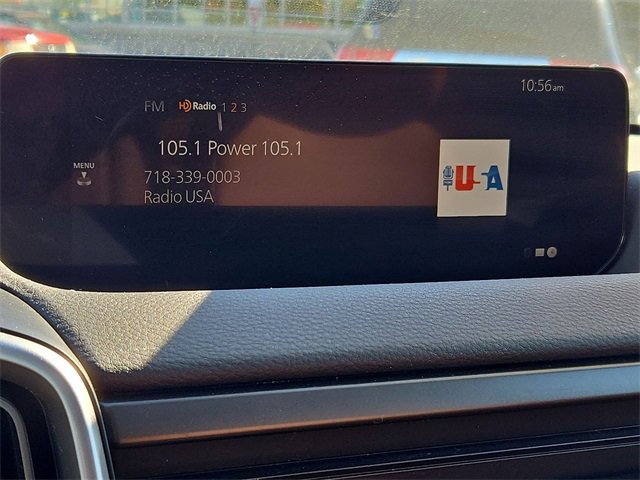 10:56am
FM HD Radio 1 2 3
105.1 Power 105.1
MENU
718-339-0003
Radio USA
USA